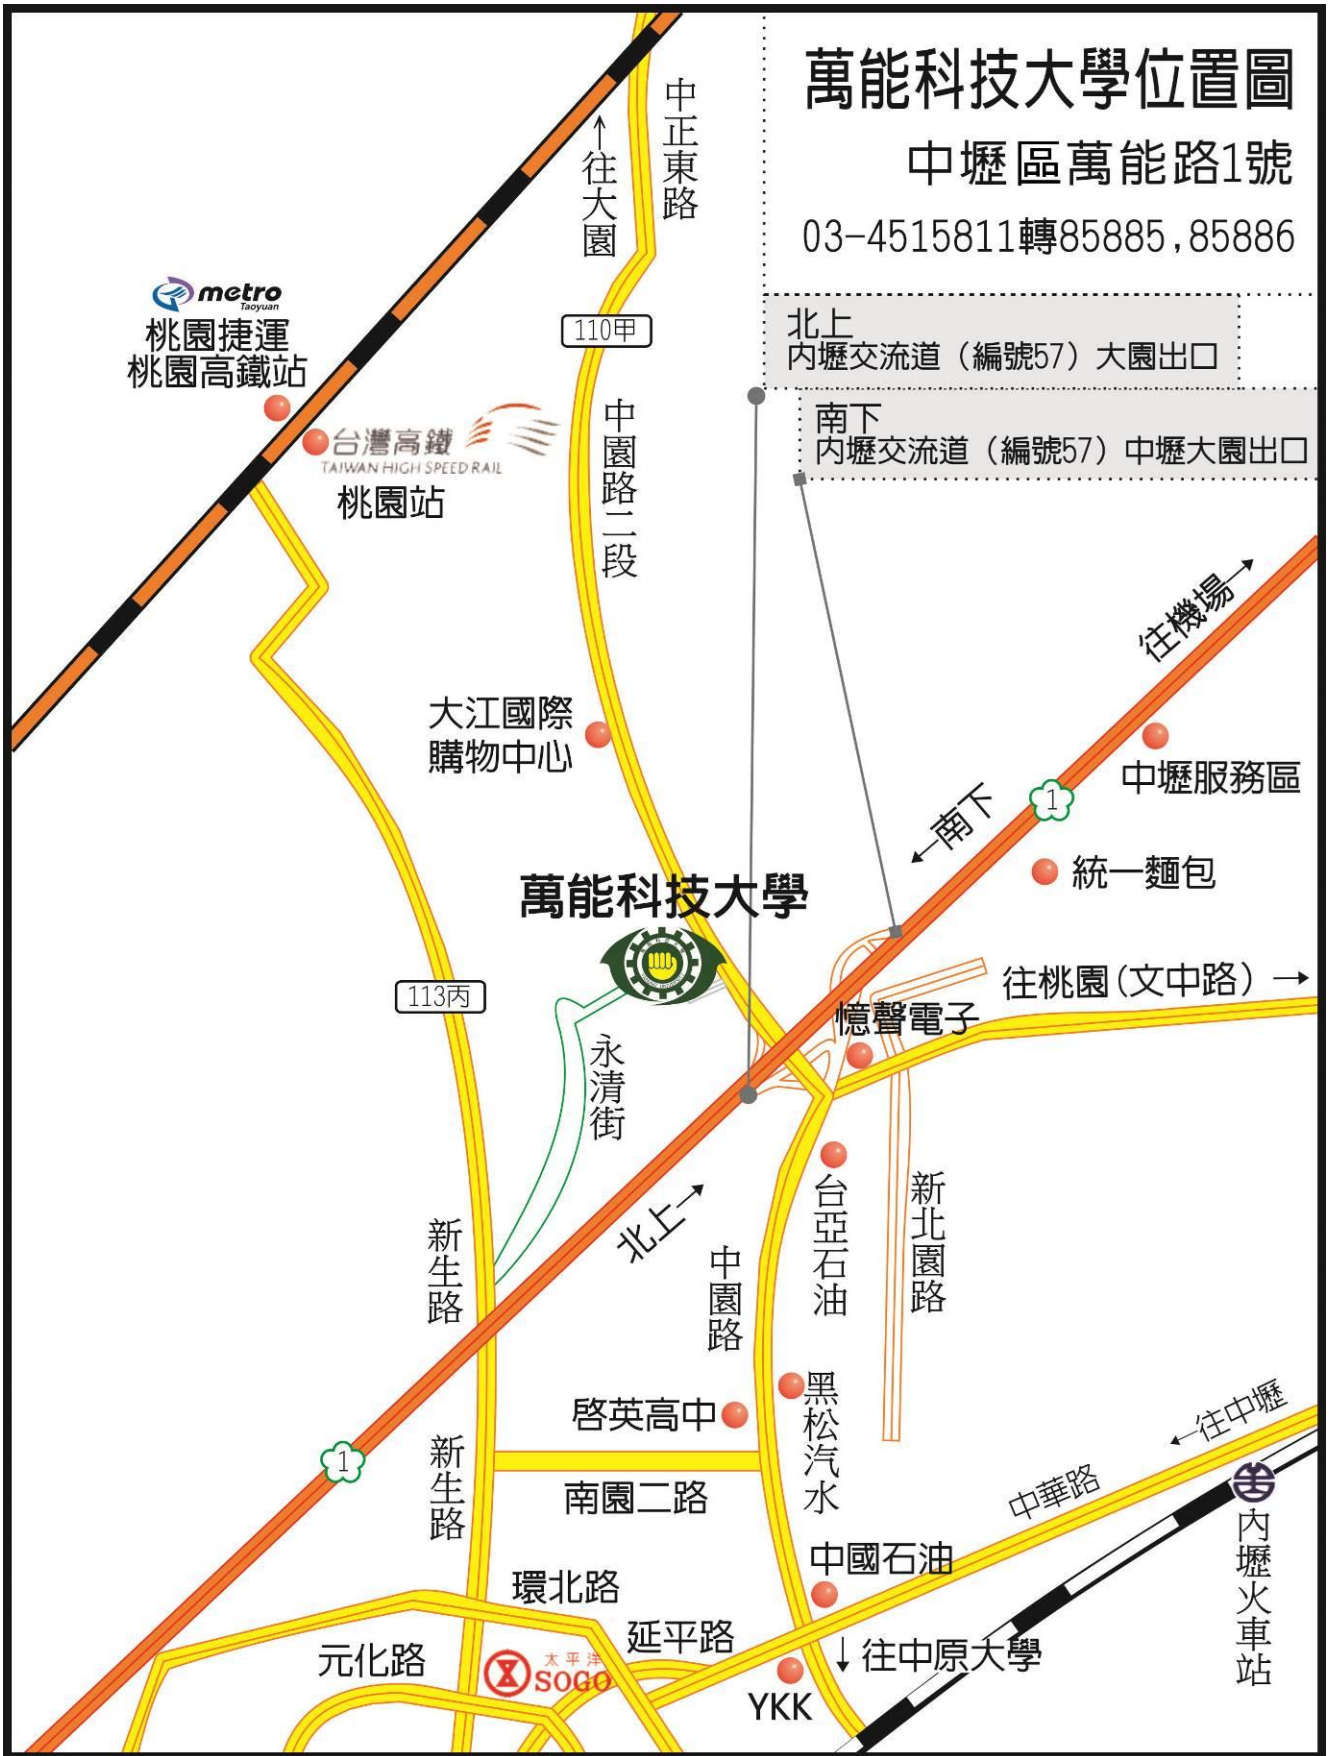 萬能科技大學位置圖
中壢區萬能路1號
03-4515811轉85885,85886
北上
內壢交流道（編號57）大園出口
南下
內壢交流道（編號57）中壢大園出口
中正東路
↑往大園
110甲
metro
Taoyuan
桃園捷運
桃園高鐵站
台灣高鐵
TAIWAN HIGH SPEED RAIL
桃園站
中園路二段
往機場
大江國際
購物中心
中壢服務區
1
←南下
統一麵包
萬能科技大學
往桃園(文中路) →
113丙
憶聲電子
永清街
台亞石油
新北園路
北上→
新生路
中園路
黑松汽水
啓英高中
1
新生路
南園二路
←往中壢
中華路
內壢火車站
中國石油
環北路
延平路
元化路
太平洋
SOGO
↓往中原大學
YKK